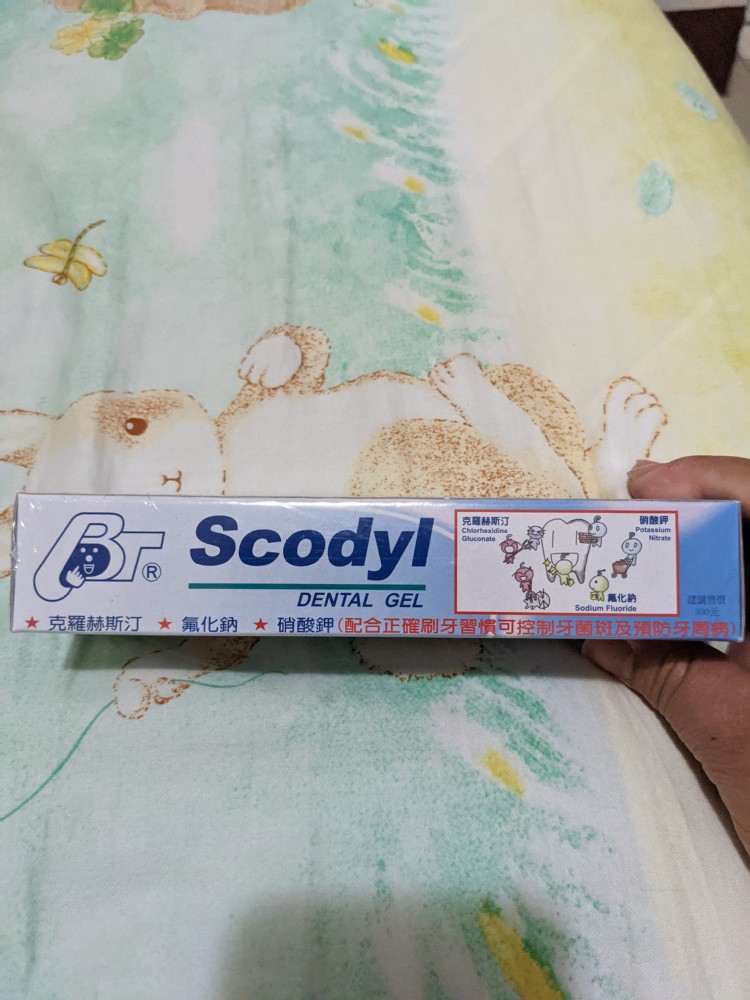 BT®
Scodyl
DENTAL GEL
克羅赫斯汀
Chlorhexidine
Gluconate
硝酸鉀
Potassium
Nitrate
氟化鈉
Sodium Fluoride
建議售價
300元
★ 克羅赫斯汀 ★ 氟化鈉 ★ 硝酸鉀(配合正確刷牙習慣可控制牙菌斑及預防牙周病)